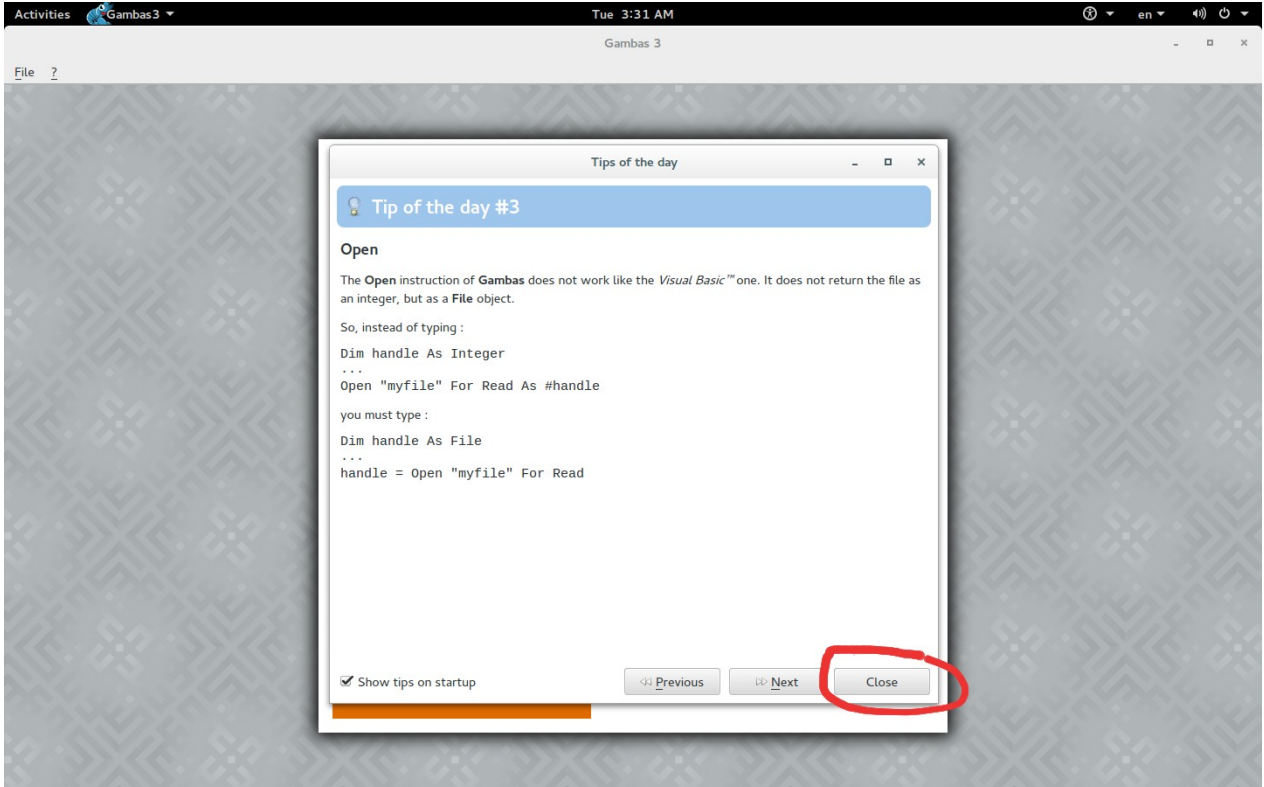 Activities Gambas3 Tue 3:31 AM en
Gambas 3
File ?
Tips of the day
Tip of the day #3
Open
The Open instruction of Gambas does not work like the Visual Basic™ one. It does not return the file as
an integer, but as a File object.
So, instead of typing :
Dim handle As Integer
...
Open "myfile" For Read As #handle
you must type :
Dim handle As File
...
handle = Open "myfile" For Read
Show tips on startup Previous Next Close